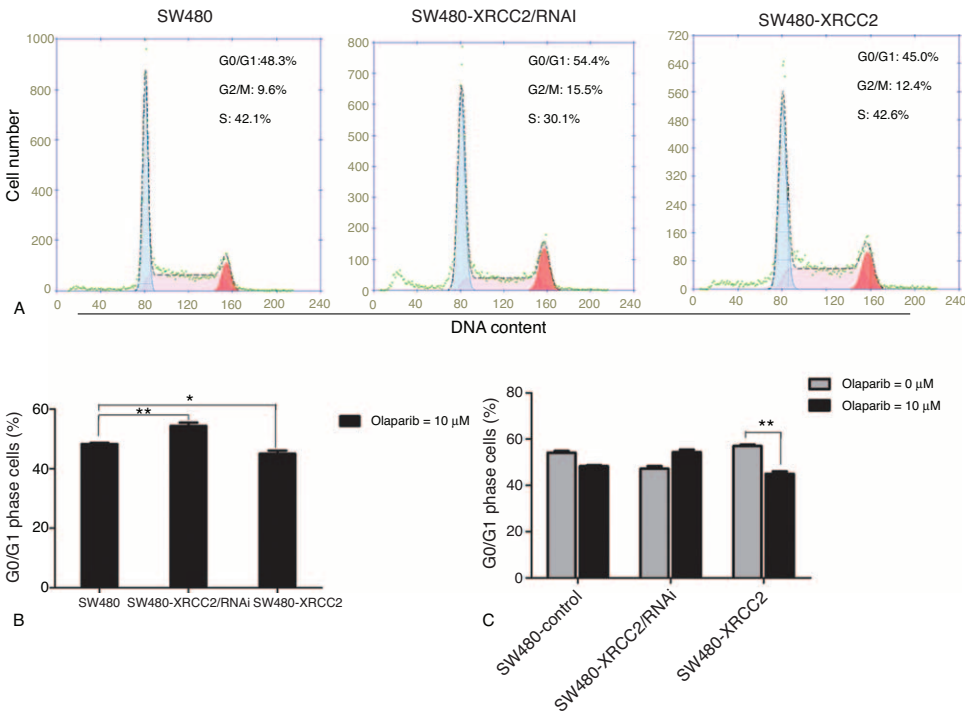 SW480
SW480-XRCC2/RNAI
SW480-XRCC2
Cell number
1000
800
600
400
200
0
0 40 80 120 160 200 240
G0/G1:48.3%
G2/M: 9.6%
S: 42.1%
800
700
600
500
400
300
200
100
0
0 40 80 120 160 200 240
G0/G1: 54.4%
G2/M: 15.5%
S: 30.1%
720
640
560
480
400
320
240
160
80
0
0 40 80 120 160 200 240
G0/G1: 45.0%
G2/M: 12.4%
S: 42.6%
A
DNA content
G0/G1 phase cells (%)
60
40
20
0
**
*
Olaparib = 10 μM
SW480 SW480-XRCC2/RNAi SW480-XRCC2
B
G0/G1 phase cells (%)
80
60
40
20
0
**
Olaparib = 0 μM
Olaparib = 10 μM
SW480-control
SW480-XRCC2/RNAi
SW480-XRCC2
C